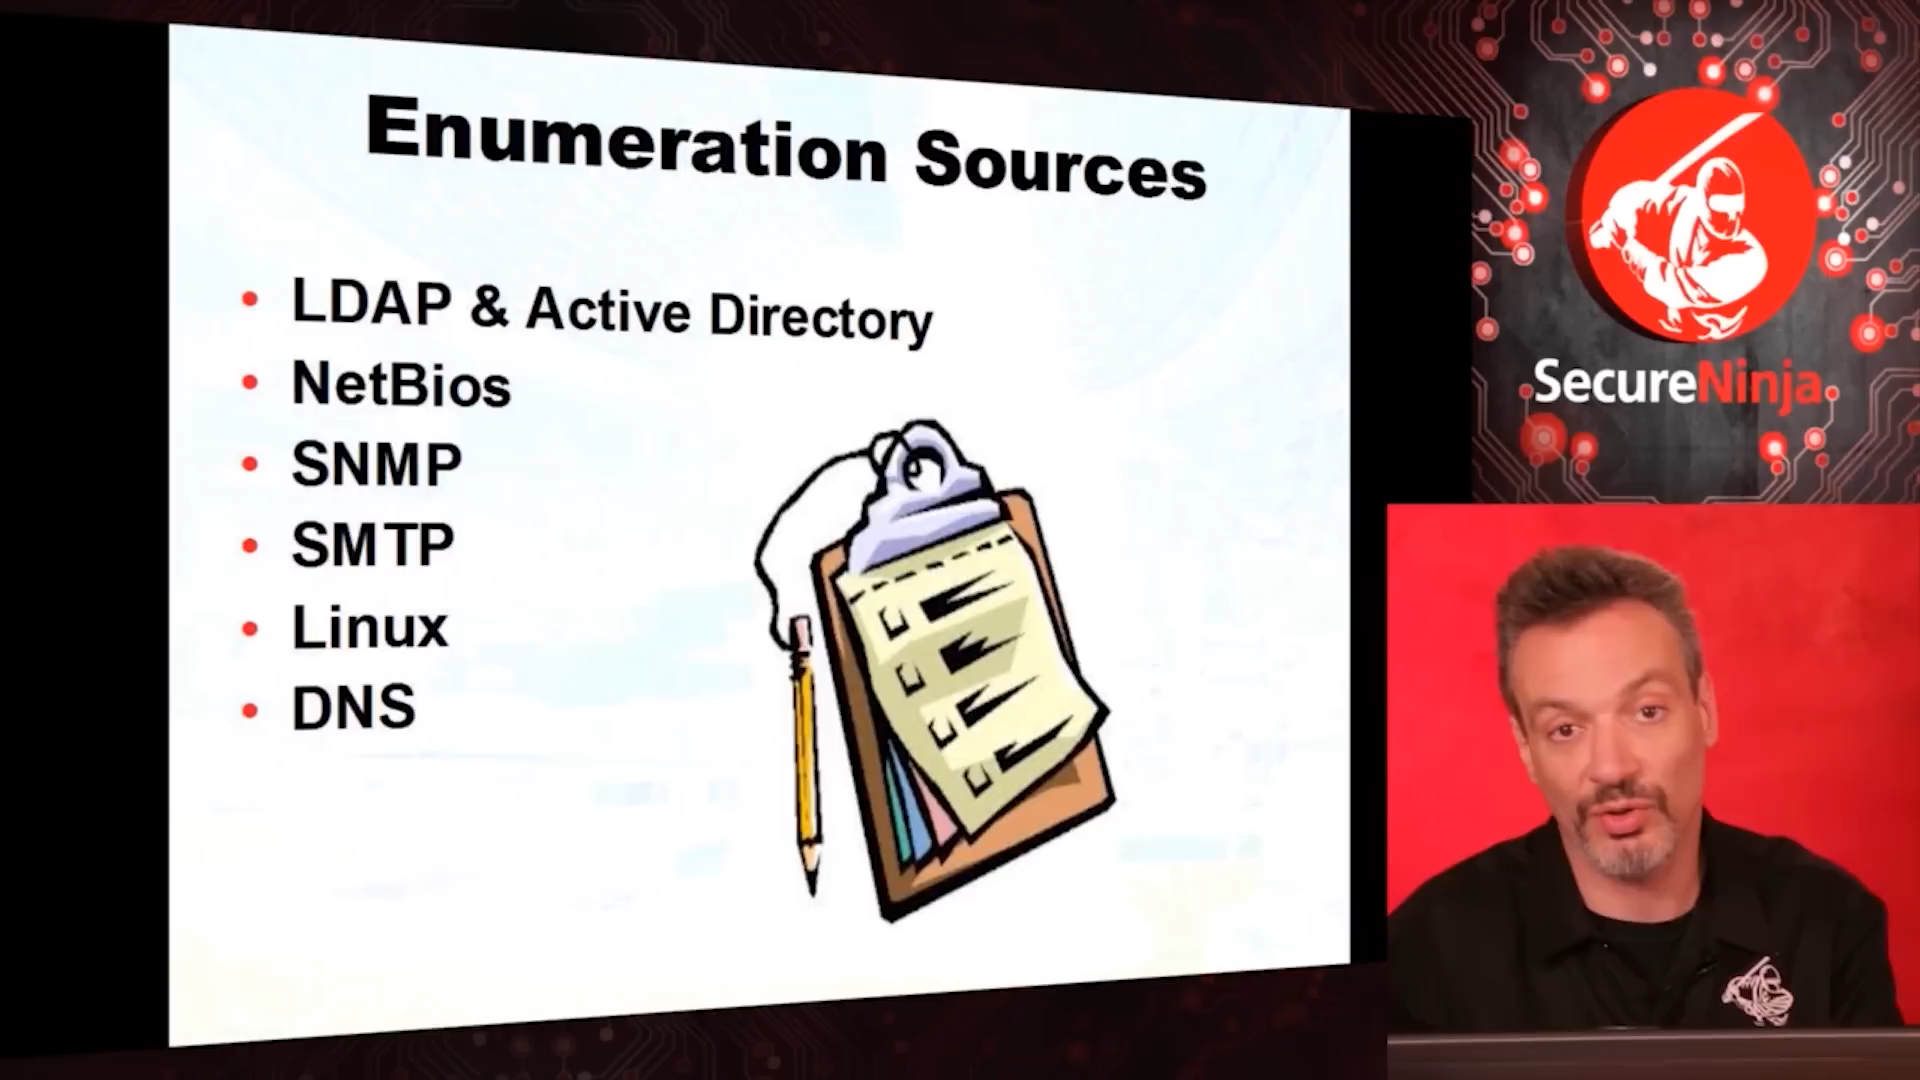 Enumeration Sources
• LDAP & Active Directory
• NetBios
• SNMP
• SMTP
• Linux
• DNS
SecureNinja